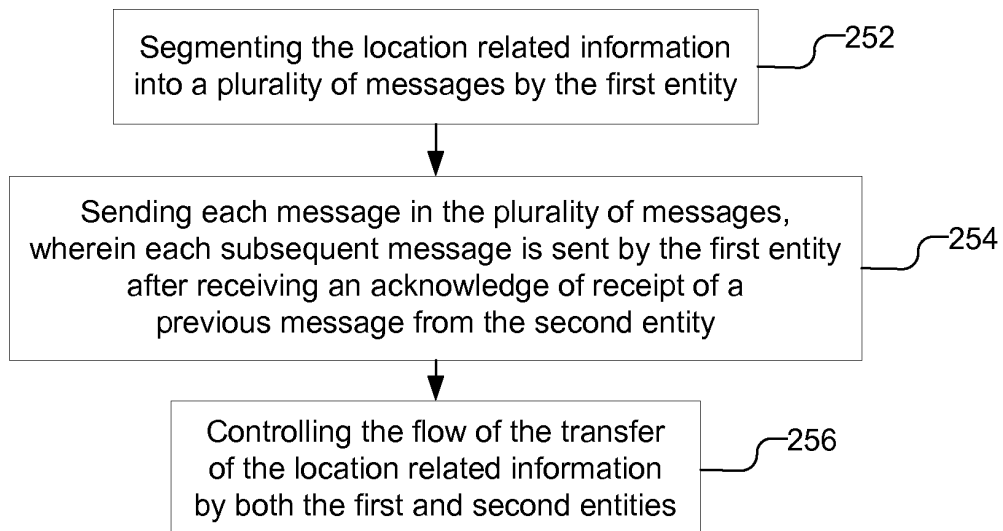 Segmenting the location related information
into a plurality of messages by the first entity
252
Sending each message in the plurality of messages,
wherein each subsequent message is sent by the first entity
after receiving an acknowledge of receipt of a
previous message from the second entity
254
Controlling the flow of the transfer
of the location related information
by both the first and second entities
256